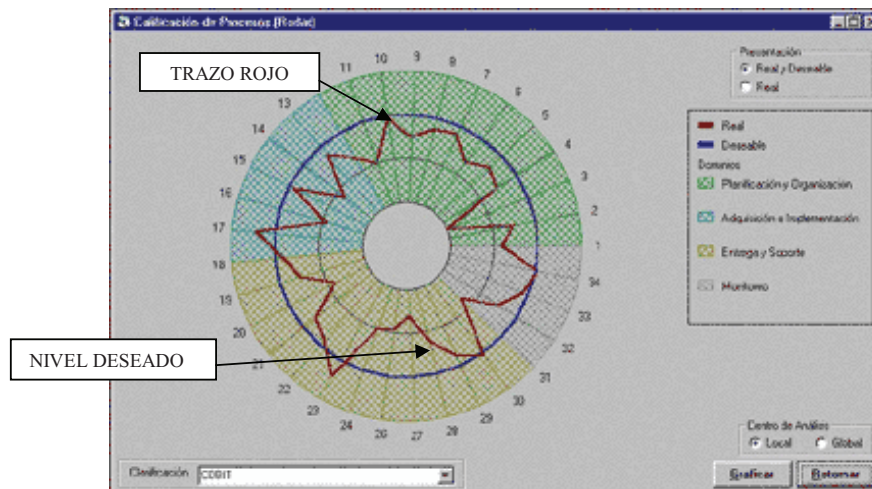 Calificación de Procesos (Radar)
TRAZO ROJO
NIVEL DESEADO
10
9
8
7
6
5
4
3
2
1
34
33
32
31
30
29
28
27
26
24
23
22
21
20
19
18
17
16
15
14
13
11
Presentación
Real y Deseable
Real
Real
Deseable
Dominios
Planificación y Organización
Adquisición e Implementación
Entrega y Soporte
Monitoreo
Centro de Análisis
Local
Global
Clasificación
COBIT
Graficar
Retornar